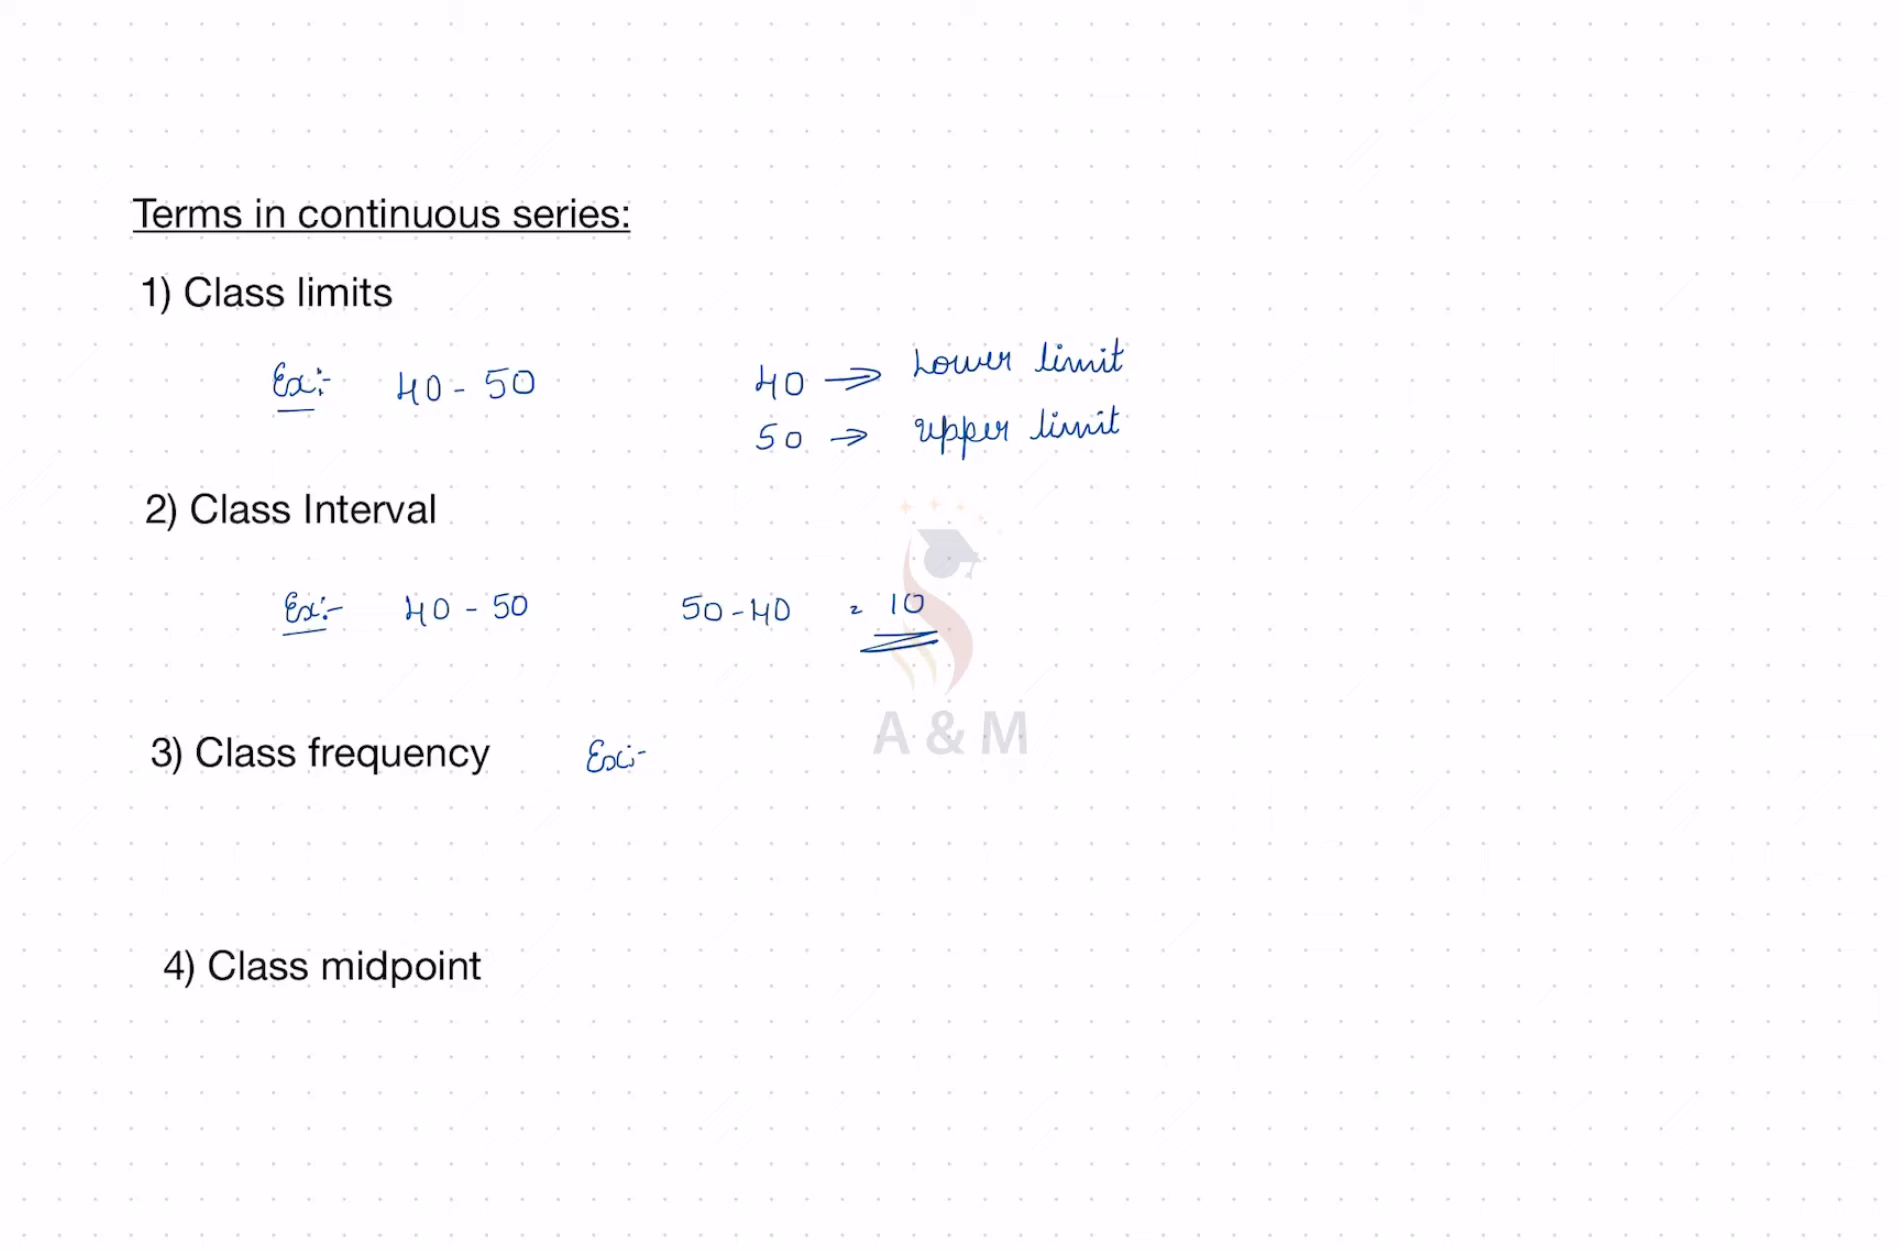 Terms in continuous series:
1) Class limits
Ex:- 40 - 50 40 → Lower limit
50 → upper limit
2) Class Interval
Ex:- 40 - 50 50 - 40 = 10
A & M
3) Class frequency Ex:-
4) Class midpoint